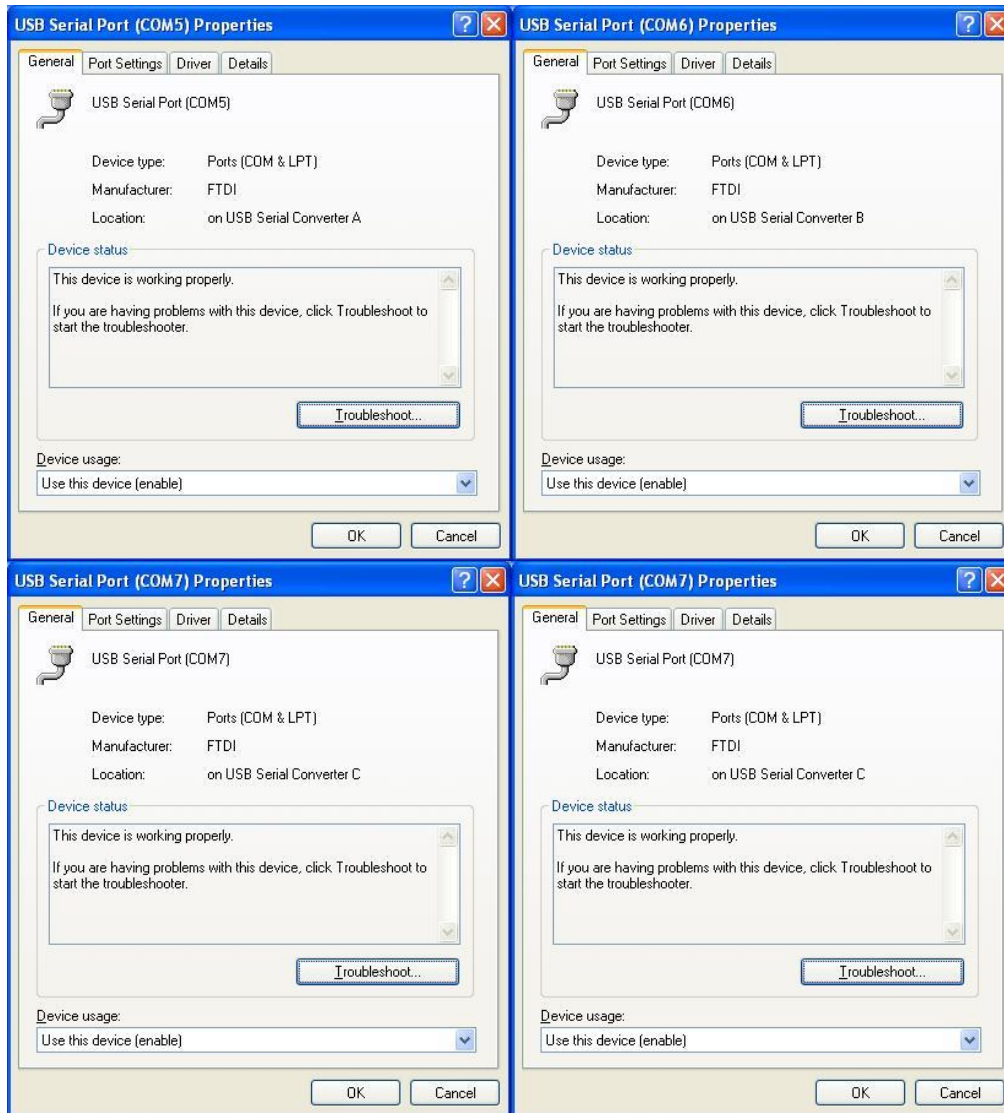 USB Serial Port (COM5) Properties
General Port Settings Driver Details
USB Serial Port (COM5)
Device type: Ports (COM & LPT)
Manufacturer: FTDI
Location: on USB Serial Converter A
Device status
This device is working properly.
If you are having problems with this device, click Troubleshoot to
start the troubleshooter.
Troubleshoot...
Device usage:
Use this device (enable)
OK Cancel
USB Serial Port (COM6) Properties
General Port Settings Driver Details
USB Serial Port (COM6)
Device type: Ports (COM & LPT)
Manufacturer: FTDI
Location: on USB Serial Converter B
Device status
This device is working properly.
If you are having problems with this device, click Troubleshoot to
start the troubleshooter.
Troubleshoot...
Device usage:
Use this device (enable)
OK Cancel
USB Serial Port (COM7) Properties
General Port Settings Driver Details
USB Serial Port (COM7)
Device type: Ports (COM & LPT)
Manufacturer: FTDI
Location: on USB Serial Converter C
Device status
This device is working properly.
If you are having problems with this device, click Troubleshoot to
start the troubleshooter.
Troubleshoot...
Device usage:
Use this device (enable)
OK Cancel
USB Serial Port (COM7) Properties
General Port Settings Driver Details
USB Serial Port (COM7)
Device type: Ports (COM & LPT)
Manufacturer: FTDI
Location: on USB Serial Converter C
Device status
This device is working properly.
If you are having problems with this device, click Troubleshoot to
start the troubleshooter.
Troubleshoot...
Device usage:
Use this device (enable)
OK Cancel